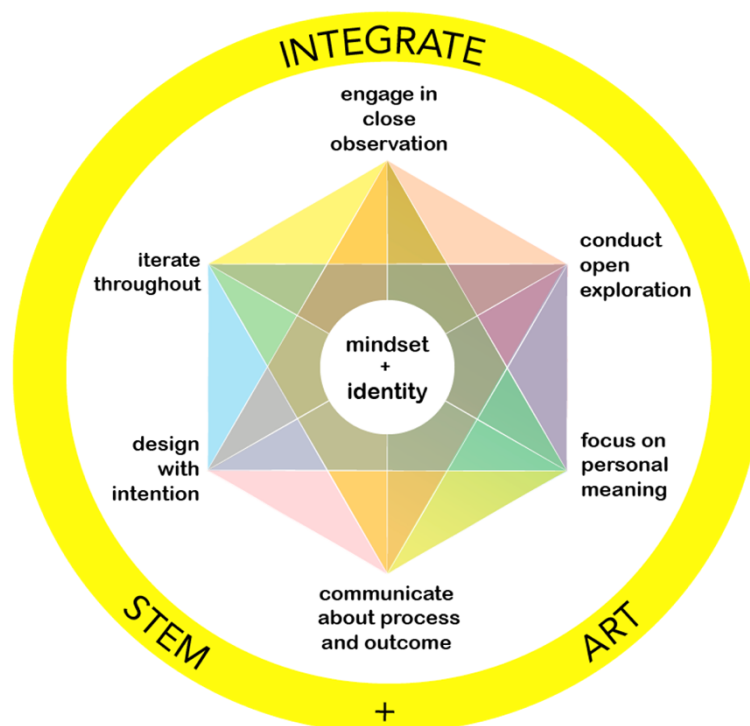 INTEGRATE
engage in
close
observation
iterate
throughout
conduct
open
exploration
mindset
+
identity
design
with
intention
focus on
personal
meaning
communicate
about process
and outcome
STEM
+
ART